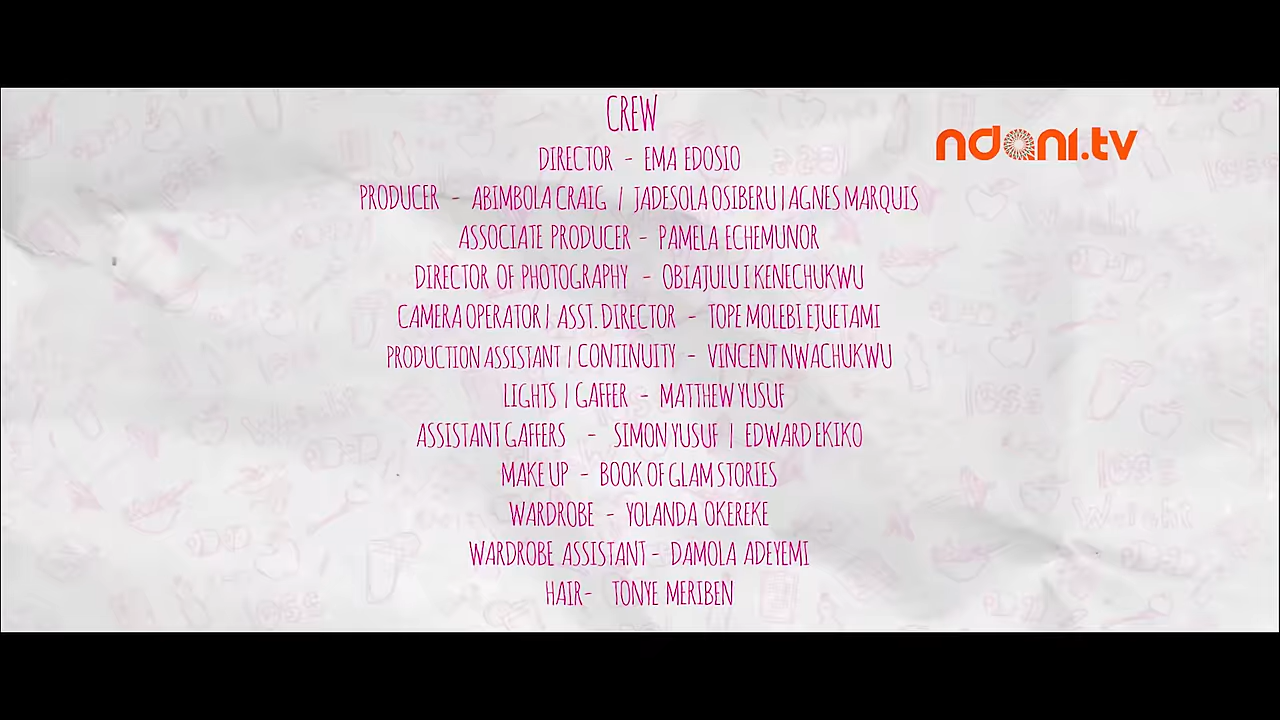 CREW
ndani.tv
DIRECTOR - EMA EDOSIO
PRODUCER - ABIMBOLA CRAIG / JADESOLA OSIBERU / AGNES MARQUIS
ASSOCIATE PRODUCER - PAMELA ECHEMUNOR
DIRECTOR OF PHOTOGRAPHY - OBIAJULU IKENECHUKWU
CAMERA OPERATOR / ASST. DIRECTOR - TOPE MOLEBI EJUETAMI
PRODUCTION ASSISTANT / CONTINUITY - VINCENT NWACHUKWU
LIGHTS / GAFFER - MATTHEW YUSUF
ASSISTANT GAFFERS - SIMON YUSUF | EDWARD EKIKO
MAKE UP - BOOK OF GLAM STORIES
WARDROBE - YOLANDA OKEREKE
WARDROBE ASSISTANT - DAMOLA ADEYEMI
HAIR- TONYE MERIBEN